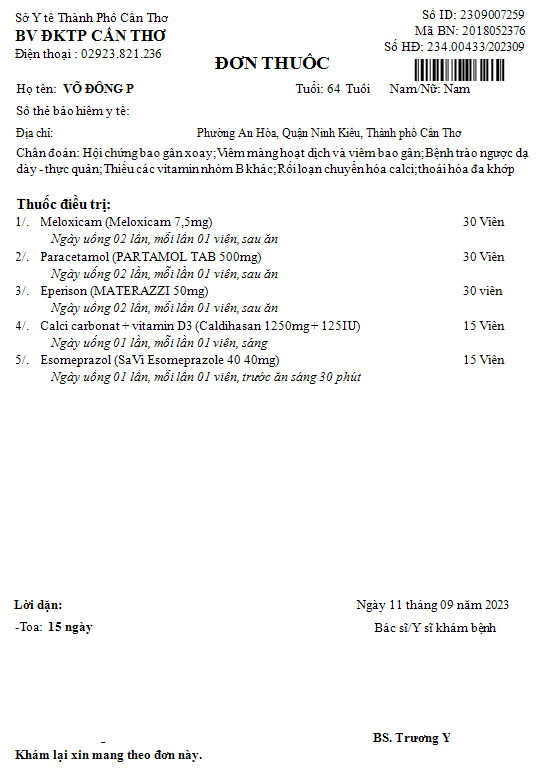 Sở Y tế Thành Phố Cần Thơ
BV ĐKTP CẦN THƠ
Điện thoại : 02923.821.236
Số ID: 2309007259
Mã BN: 2018052376
Số HĐ: 234.00433/202309
ĐƠN THUỐC
Họ tên: VÕ ĐÔNG P Tuổi: 64 Tuổi Nam/Nữ: Nam
Số thẻ bảo hiểm y tế:
Địa chỉ: Phường An Hòa, Quận Ninh Kiều, Thành phố Cần Thơ
Chẩn đoán: Hội chứng bao gân xoay;Viêm màng hoạt dịch và viêm bao gân;Bệnh trào ngược dạ
dày - thực quản;Thiếu các vitamin nhóm B khác;Rối loạn chuyển hóa calci;thoái hóa đa khớp
Thuốc điều trị:
1/. Meloxicam (Meloxicam 7,5mg) 30 Viên
Ngày uống 02 lần, mỗi lần 01 viên, sau ăn
2/. Paracetamol (PARTAMOL TAB 500mg) 30 Viên
Ngày uống 02 lần, mỗi lần 01 viên, sau ăn
3/. Eperison (MATERAZZI 50mg) 30 viên
Ngày uống 02 lần, mỗi lần 01 viên, sau ăn
4/. Calci carbonat + vitamin D3 (Caldihasan 1250mg + 125IU) 15 Viên
Ngày uống 01 lần, mỗi lần 01 viên, sáng
5/. Esomeprazol (SaVi Esomeprazole 40 40mg) 15 Viên
Ngày uống 01 lần, mỗi lần 01 viên, trước ăn sáng 30 phút
Lời dặn: Ngày 11 tháng 09 năm 2023
-Toa: 15 ngày Bác sĩ/Y sĩ khám bệnh
BS. Trương Y
Khám lại xin mang theo đơn này.